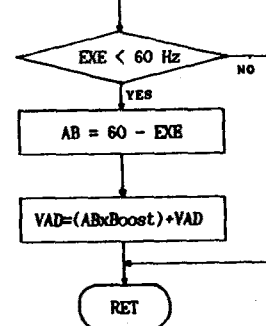 EXE < 60 Hz
NO
YES
AB = 60 - EXE
VAD=(ABxBoost)+VAD
RET